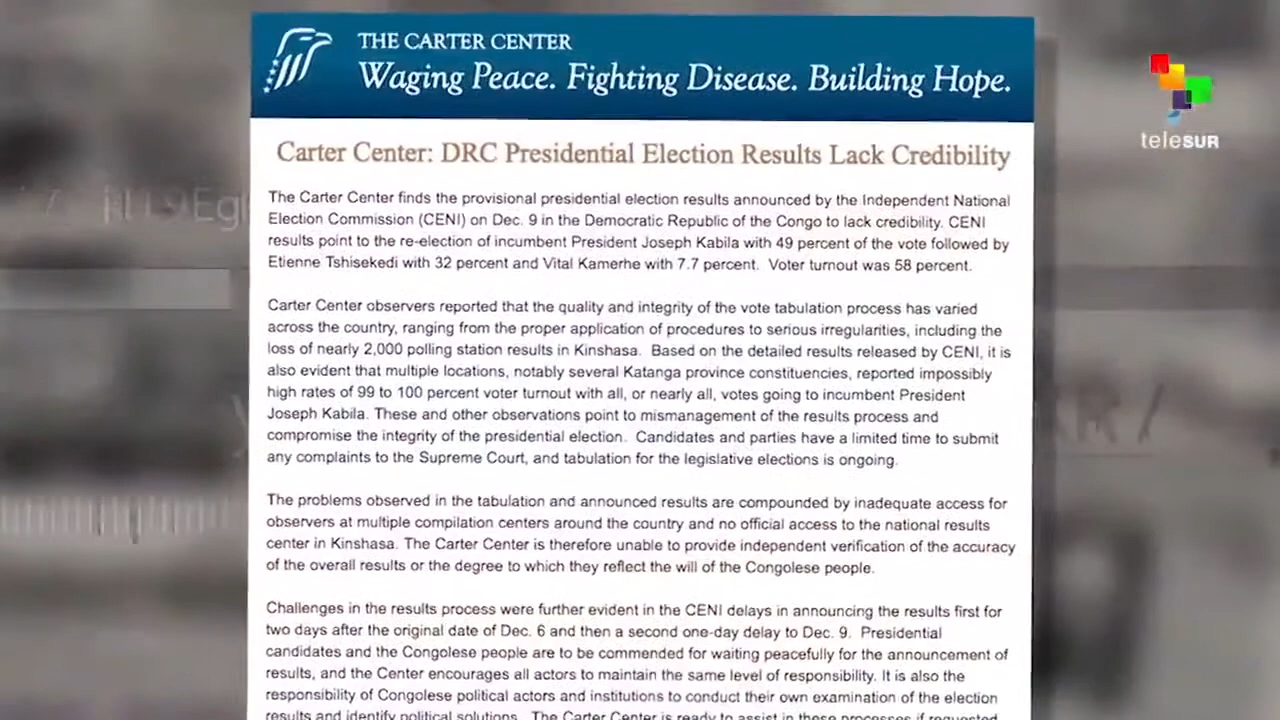 THE CARTER CENTER
Waging Peace. Fighting Disease. Building Hope.
teleSUR
Carter Center: DRC Presidential Election Results Lack Credibility
The Carter Center finds the provisional presidential election results announced by the Independent National
Election Commission (CENI) on Dec. 9 in the Democratic Republic of the Congo to lack credibility. CENI
results point to the re-election of incumbent President Joseph Kabila with 49 percent of the vote followed by
Etienne Tshisekedi with 32 percent and Vital Kamerhe with 7.7 percent. Voter turnout was 58 percent.
Carter Center observers reported that the quality and integrity of the vote tabulation process has varied
across the country, ranging from the proper application of procedures to serious irregularities, including the
loss of nearly 2,000 polling station results in Kinshasa. Based on the detailed results released by CENI, it is
also evident that multiple locations, notably several Katanga province constituencies, reported impossibly
high rates of 99 to 100 percent voter turnout with all, or nearly all, votes going to incumbent President
Joseph Kabila. These and other observations point to mismanagement of the results process and
compromise the integrity of the presidential election. Candidates and parties have a limited time to submit
any complaints to the Supreme Court, and tabulation for the legislative elections is ongoing.
The problems observed in the tabulation and announced results are compounded by inadequate access for
observers at multiple compilation centers around the country and no official access to the national results
center in Kinshasa. The Carter Center is therefore unable to provide independent verification of the accuracy
of the overall results or the degree to which they reflect the will of the Congolese people.
Challenges in the results process were further evident in the CENI delays in announcing the results first for
two days after the original date of Dec. 6 and then a second one-day delay to Dec. 9. Presidential
candidates and the Congolese people are to be commended for waiting peacefully for the announcement of
results, and the Center encourages all actors to maintain the same level of responsibility. It is also the
responsibility of Congolese political actors and institutions to conduct their own examination of the election
results and identify political solutions. The Carter Center is ready to assist in these processes if requested